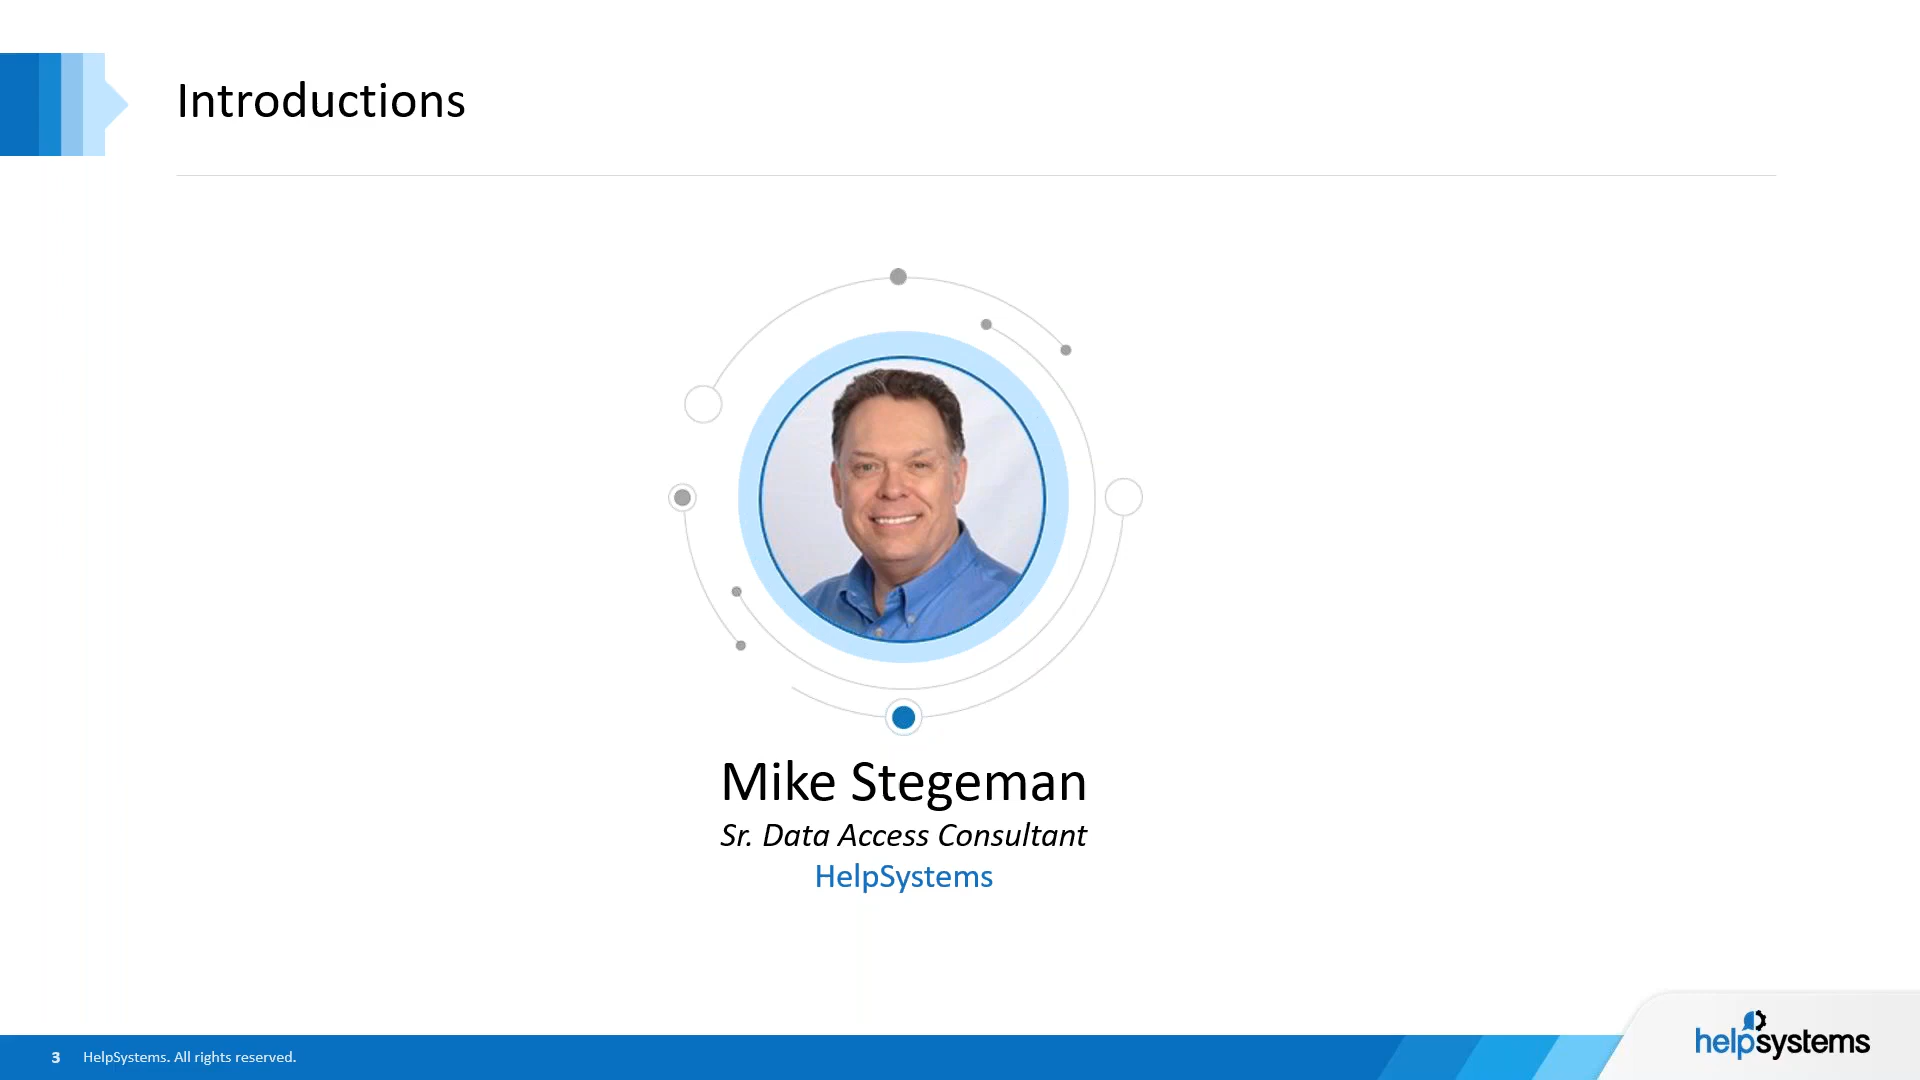 Introductions
Mike Stegeman
Sr. Data Access Consultant
HelpSystems
3 HelpSystems. All rights reserved.
helpsystems